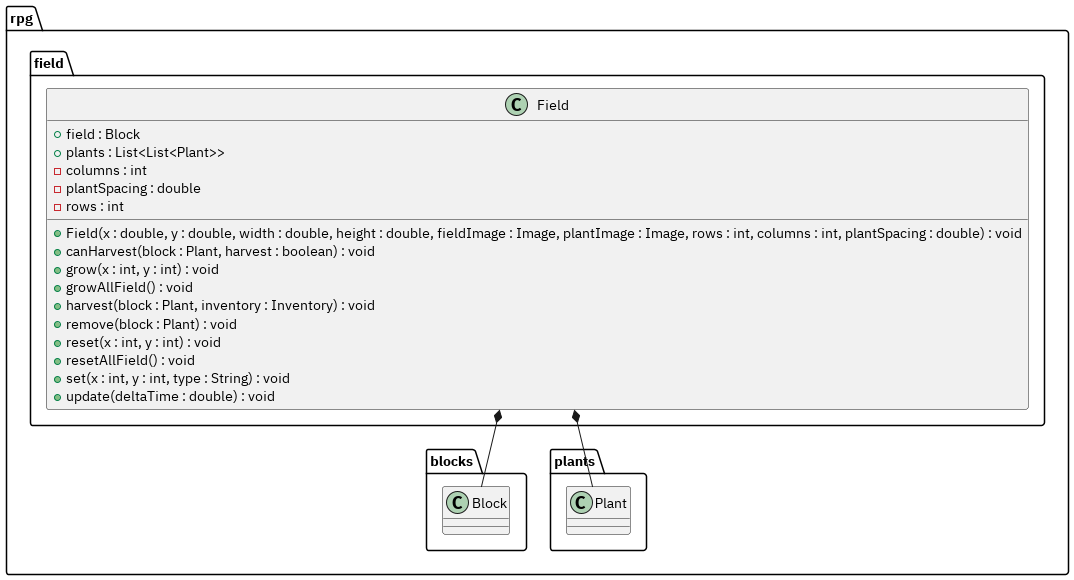 rpg
field
C Field
field : Block
plants : List<List<Plant>>
columns : int
plantSpacing : double
rows : int
Field(x : double, y : double, width : double, height : double, fieldImage : Image, plantImage : Image, rows : int, columns : int, plantSpacing : double) : void
canHarvest(block : Plant, harvest : boolean) : void
grow(x : int, y : int) : void
growAllField() : void
harvest(block : Plant, inventory : Inventory) : void
remove(block : Plant) : void
reset(x : int, y : int) : void
resetAllField() : void
set(x : int, y : int, type : String) : void
update(deltaTime : double) : void
blocks
plants
C Block
C Plant